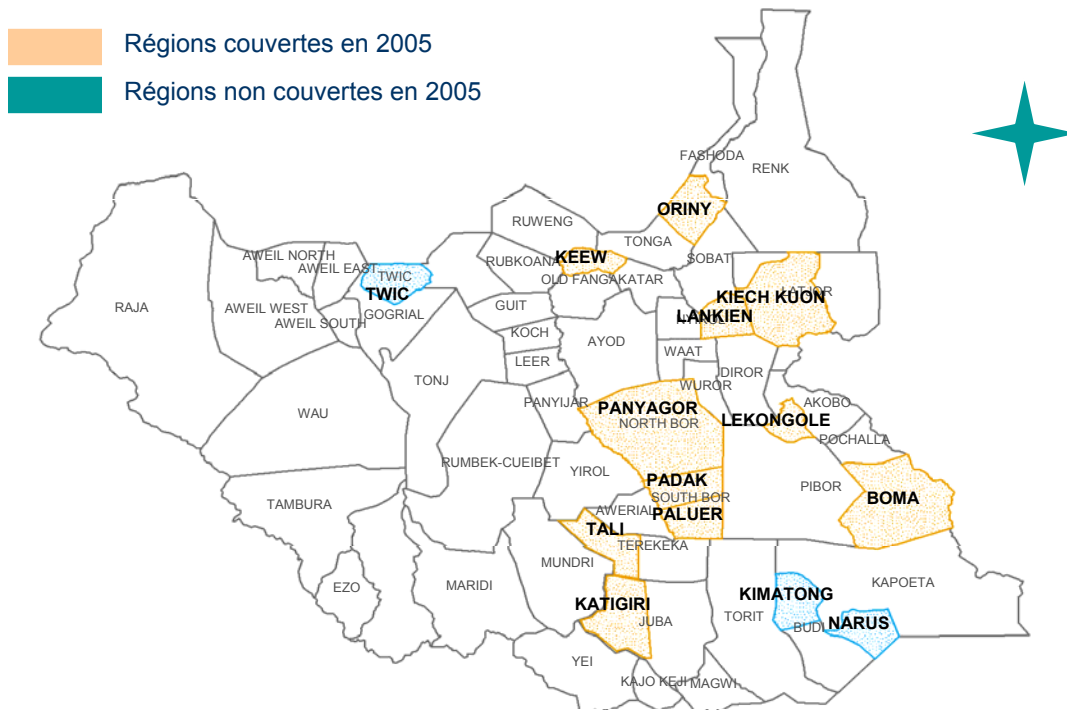 Régions couvertes en 2005
Régions non couvertes en 2005
FASHODA
RENK
ORINY
RUWENG
TONGA
KEEW
AWEIL NORTH
RUBKOANA
SOBAT
AWEIL EAST
TWIC
OLD FANGAK
ATAR
TWIC
LATJOR
KIECH KUON
RAJA
AWEIL WEST
GUIT
GOGRIAL
LANKIEN
NYIROL
AWEIL SOUTH
KOCH
AYOD
WAAT
LEER
DIROR
TONJ
WUROR
PANYIJAR
AKOBO
PANYAGOR
WAU
NORTH BOR
LEKONGOLE
POCHALLA
RUMBEK-CUEIBET
YIROL
PADAK
PIBOR
BOMA
SOUTH BOR
TAMBURA
AWERIAL
PALUER
TALI
TEREKEKA
MUNDRI
KAPOETA
EZO
MARIDI
KIMATONG
KATIGIRI
TORIT
JUBA
NARUS
BUDI
YEI
KAJO KEJI
MAGWI